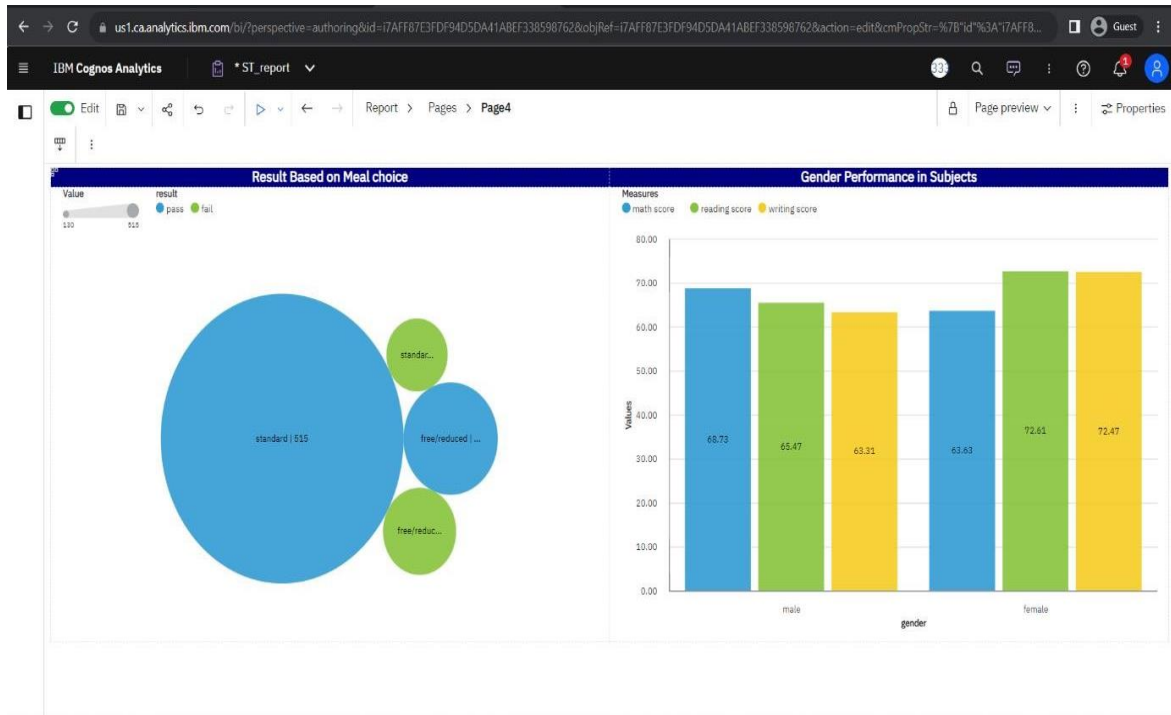 us1.ca.analytics.ibm.com/bi/?perspective=authoring&id=i7AFF87E3FDF94D5DA41ABEF338598762&objRef=i7AFF87E3FDF94D5DA41ABEF338598762&action=edit&cmPropStr=%7B"id"%3A"i7AFF8... Guest
IBM Cognos Analytics * ST_report 33 1
Edit Report > Pages > Page4 Page preview Properties
Result Based on Meal choice
Value result
pass fail
130 515
standar...
standard | 515 free/reduced | ...
free/reduc...
Gender Performance in Subjects
Measures
math score reading score writing score
80.00
70.00
60.00
50.00
40.00
30.00
20.00
10.00
0.00
Values
68.73 65.47 63.31 63.63 72.61 72.47
male female
gender